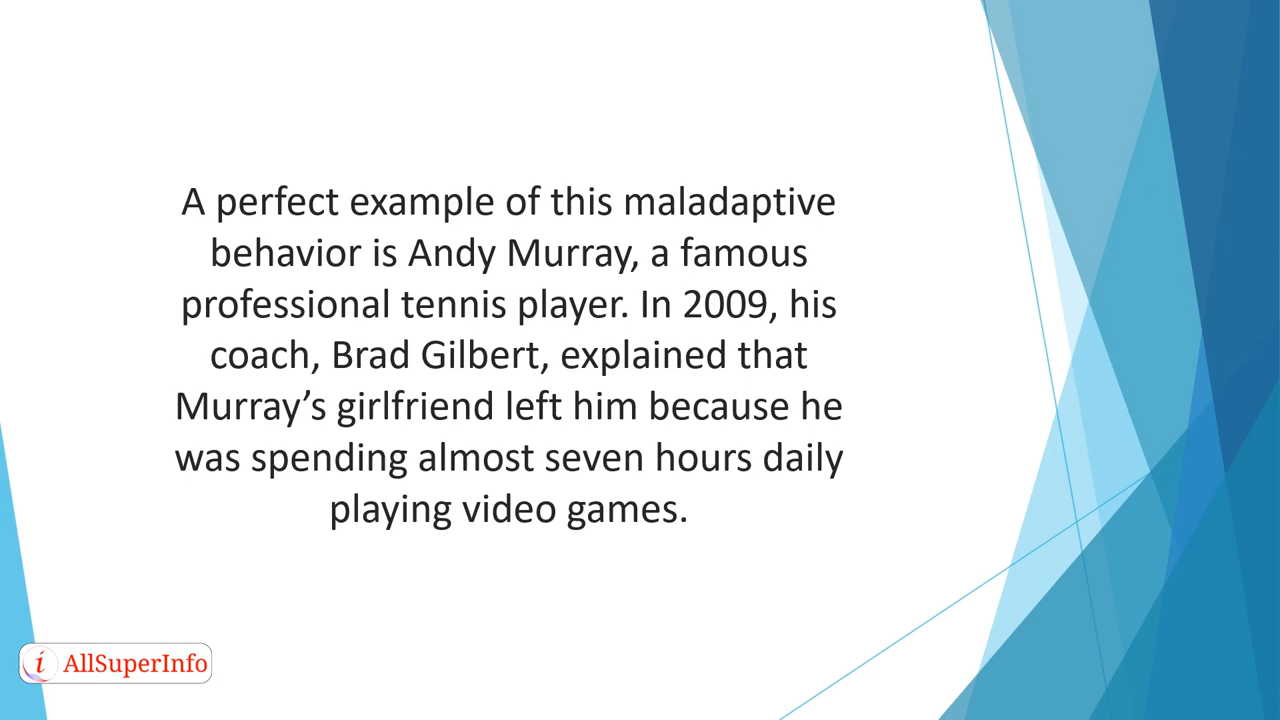 A perfect example of this maladaptive
behavior is Andy Murray, a famous
professional tennis player. In 2009, his
coach, Brad Gilbert, explained that
Murray’s girlfriend left him because he
was spending almost seven hours daily
playing video games.
i AllSuperInfo